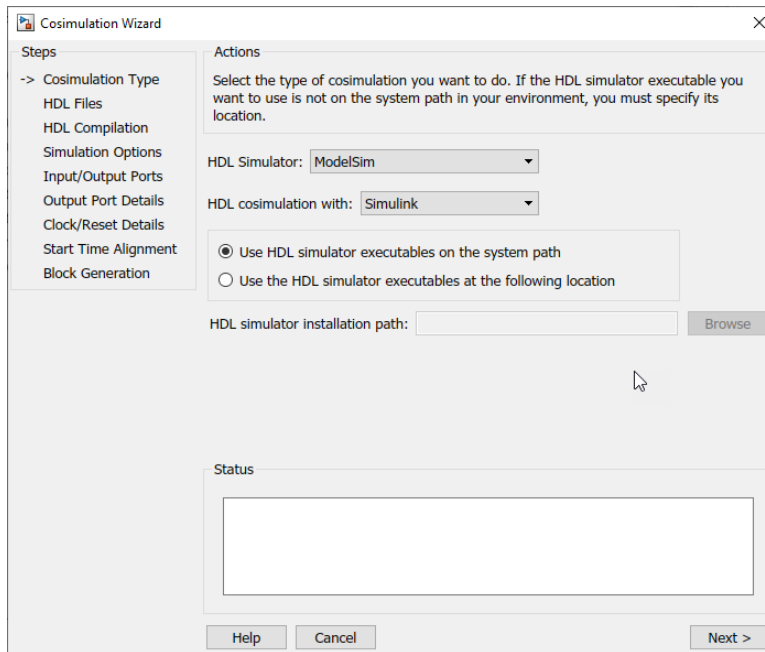 Cosimulation Wizard
Steps
-> Cosimulation Type
HDL Files
HDL Compilation
Simulation Options
Input/Output Ports
Output Port Details
Clock/Reset Details
Start Time Alignment
Block Generation
Actions
Select the type of cosimulation you want to do. If the HDL simulator executable you
want to use is not on the system path in your environment, you must specify its
location.
HDL Simulator: ModelSim
HDL cosimulation with: Simulink
Use HDL simulator executables on the system path
Use the HDL simulator executables at the following location
HDL simulator installation path: Browse
Status
Help Cancel Next >